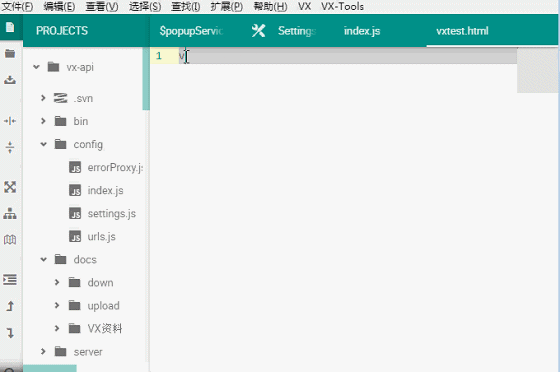 文件(F) 编辑(E) 查看(V) 选择(S) 查找(I) 扩展(P) 帮助(H) VX VX-Tools
PROJECTS
$popupServic Settings index.js vxtest.html
vx-api
.svn
bin
config
errorProxy.js
index.js
settings.js
urls.js
docs
down
upload
VX资料
server
1 v